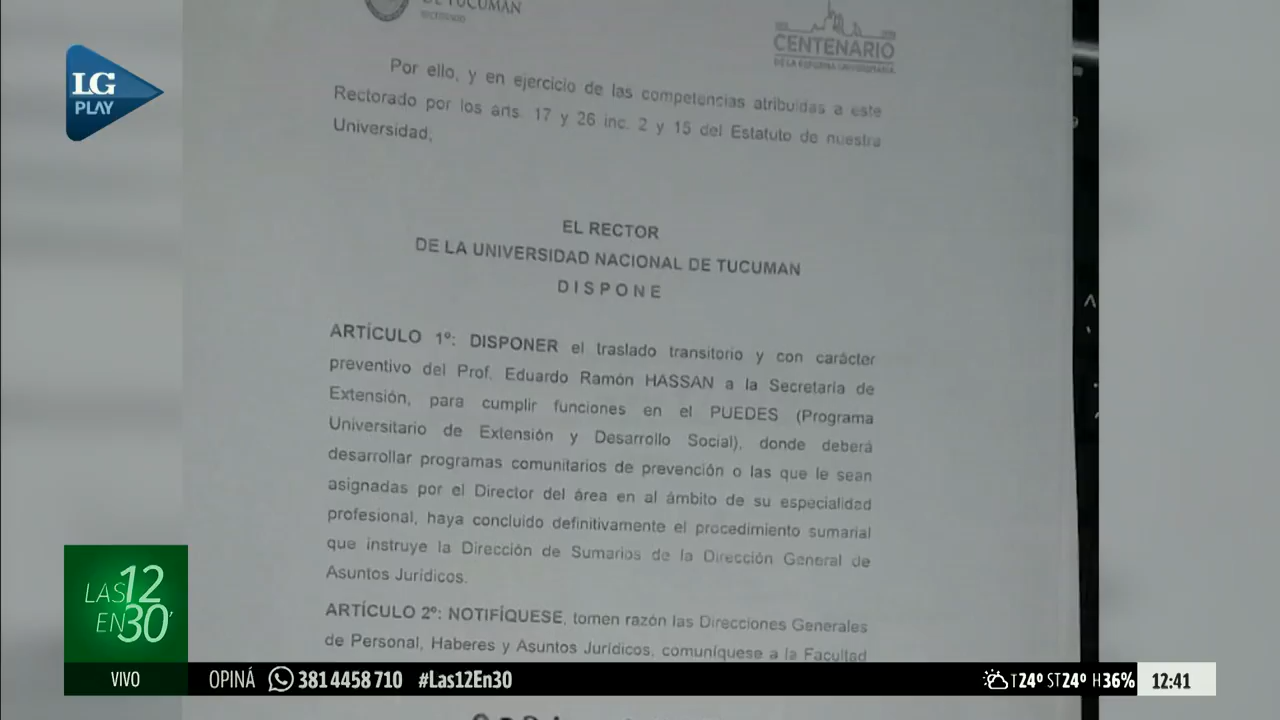 DE TUCUMÁN
RECTORADO
CENTENARIO
DE LA REFORMA UNIVERSITARIA
LG
PLAY
Por ello, y en ejercicio de las competencias atribuidas a este
Rectorado por los arts. 17 y 26 inc. 2 y 15 del Estatuto de nuestra
Universidad,
EL RECTOR
DE LA UNIVERSIDAD NACIONAL DE TUCUMAN
D I S P O N E
ARTÍCULO 1º: DISPONER el traslado transitorio y con carácter
preventivo del Prof. Eduardo Ramón HASSAN a la Secretaría de
Extensión, para cumplir funciones en el PUEDES (Programa
Universitario de Extensión y Desarrollo Social), donde deberá
desarrollar programas comunitarios de prevención o las que le sean
asignadas por el Director del área en al ámbito de su especialidad
profesional, haya concluido definitivamente el procedimiento sumarial
que instruye la Dirección de Sumarios de la Dirección General de
Asuntos Jurídicos.
ARTÍCULO 2º: NOTIFÍQUESE, tomen razón las Direcciones Generales
de Personal, Haberes y Asuntos Jurídicos, comuníquese a la Facultad
LAS 12
EN 30'
VIVO
OPINÁ 381 4458 710 #Las12En30
T24º ST24º H36%
12:41